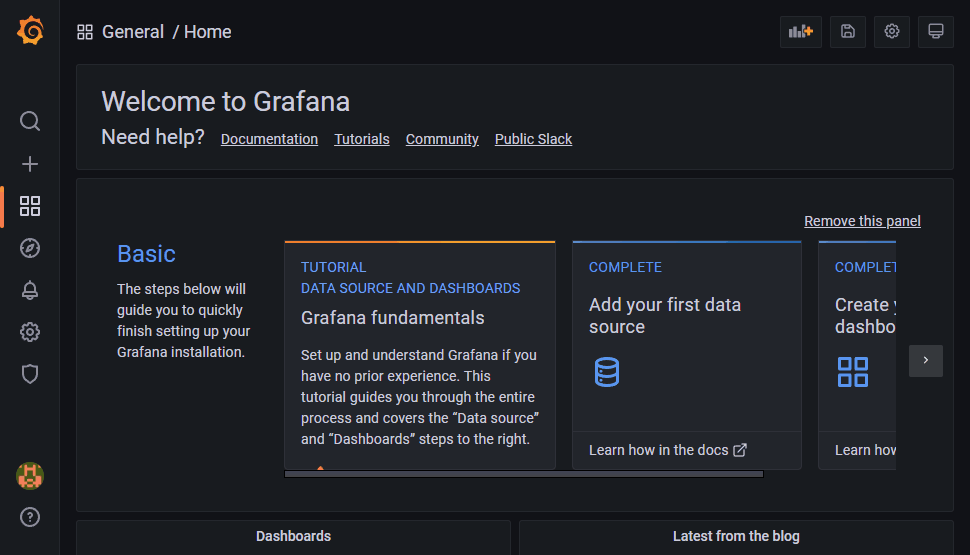 General / Home
Welcome to Grafana
Need help? Documentation Tutorials Community Public Slack
Remove this panel
Basic
The steps below will
guide you to quickly
finish setting up your
Grafana installation.
TUTORIAL
DATA SOURCE AND DASHBOARDS
Grafana fundamentals
Set up and understand Grafana if you
have no prior experience. This
tutorial guides you through the entire
process and covers the “Data source”
and “Dashboards” steps to the right.
COMPLETE
Add your first data
source
Learn how in the docs
COMPLET
Create y
dashbo
Learn how
Dashboards
Latest from the blog